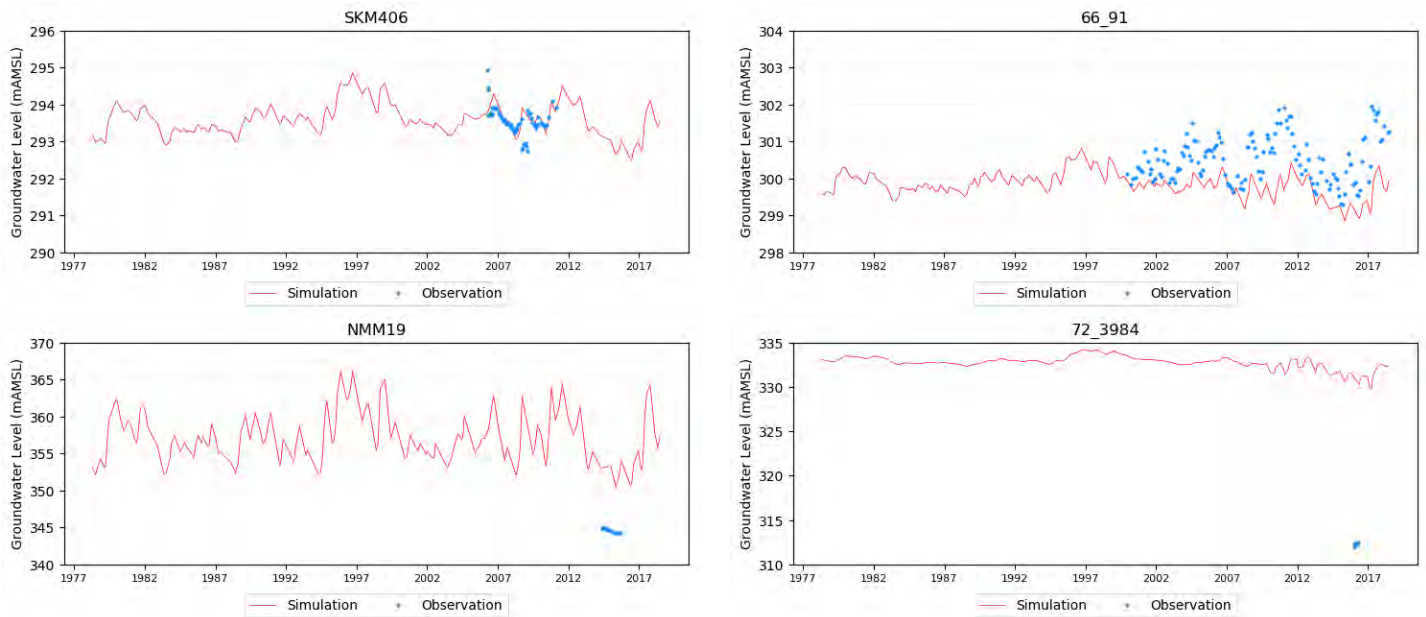 SKM406
Groundwater Level (mAMSL)
296
295
294
293
292
291
290
1977 1982 1987 1992 1997 2002 2007 2012 2017
Simulation Observation
66_91
Groundwater Level (mAMSL)
304
303
302
301
300
299
298
1977 1982 1987 1992 1997 2002 2007 2012 2017
Simulation Observation
NMM19
Groundwater Level (mAMSL)
370
365
360
355
350
345
340
1977 1982 1987 1992 1997 2002 2007 2012 2017
Simulation Observation
72_3984
Groundwater Level (mAMSL)
335
330
325
320
315
310
1977 1982 1987 1992 1997 2002 2007 2012 2017
Simulation Observation